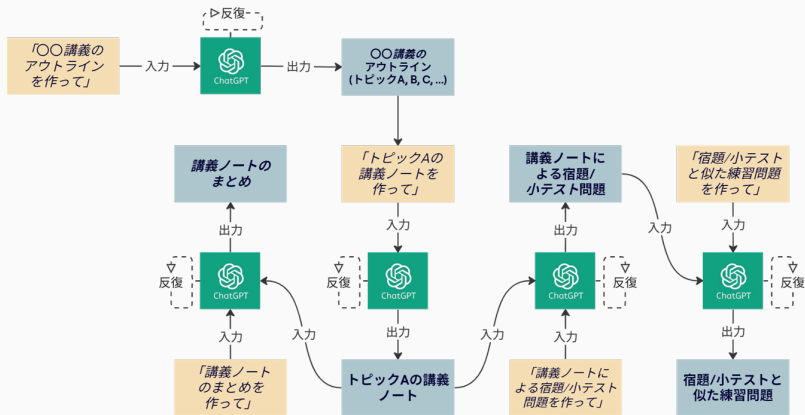 ▷反復
「〇〇講義の
アウトライン
を作って」
入力
ChatGPT
出力
〇〇講義の
アウトライン
(トピックA, B, C, ...)
講義ノートの
まとめ
「トピックAの
講義ノートを
作って」
講義ノートに
よる宿題/
小テスト問題
「宿題/小テスト
と似た練習問題
を作って」
出力
入力
出力
入力
入力
▽
反復
ChatGPT
▽
反復
ChatGPT
ChatGPT
▽
反復
ChatGPT
▽
反復
入力
入力
出力
入力
入力
出力
「講義ノート
のまとめを
作って」
トピックAの講義
ノート
「講義ノートに
よる宿題/小テスト
問題を作って」
宿題/小テストと
似た練習問題